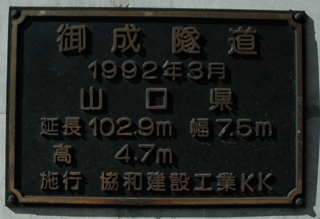 御成隧道
1992年3月
山口県
延長102.9m 幅7.5m
高 4.7m
施行 協和建設工業KK